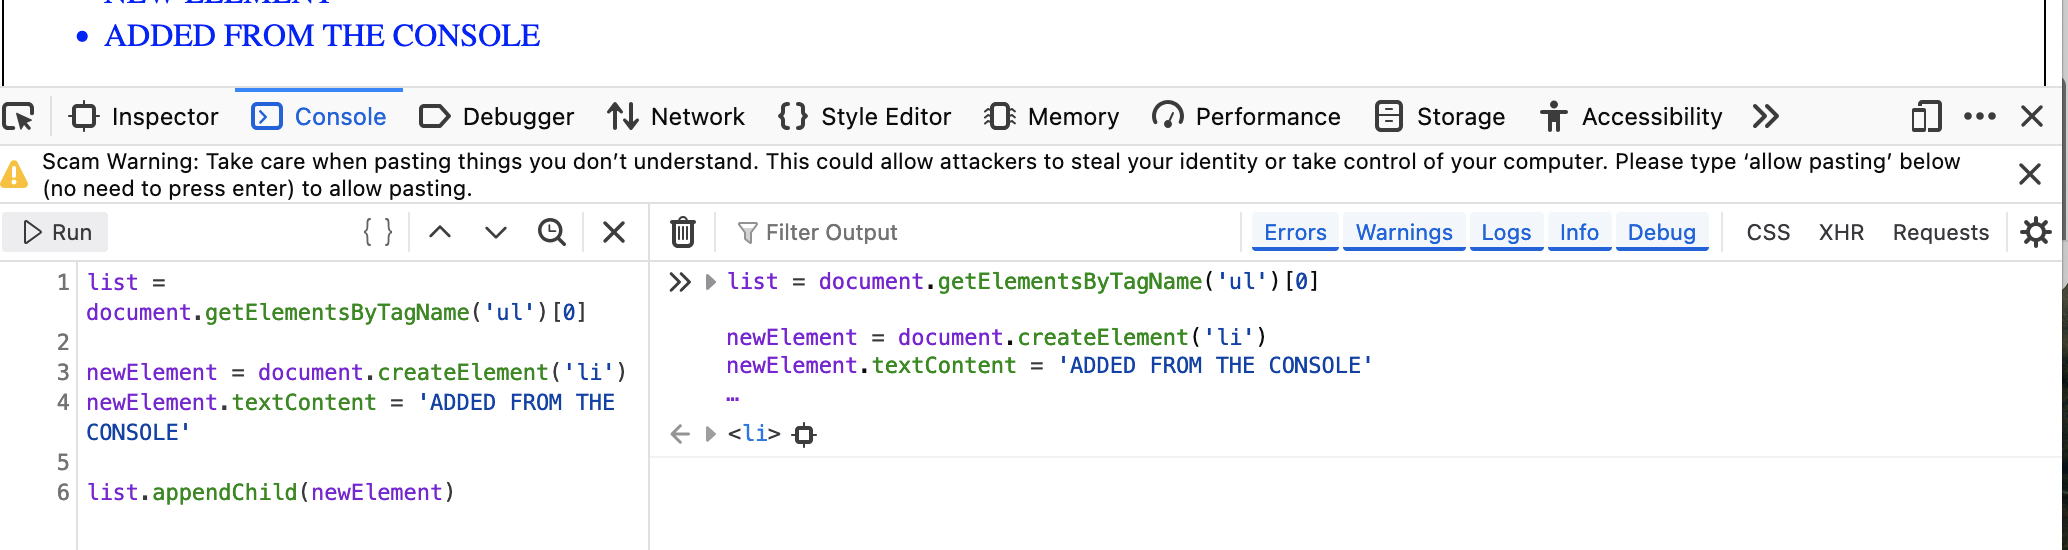 NEW ELEMENT
ADDED FROM THE CONSOLE
Inspector Console Debugger Network Style Editor Memory Performance Storage Accessibility
Scam Warning: Take care when pasting things you don’t understand. This could allow attackers to steal your identity or take control of your computer. Please type ‘allow pasting’ below
(no need to press enter) to allow pasting.
Run
Filter Output Errors Warnings Logs Info Debug CSS XHR Requests
1 list =
document.getElementsByTagName('ul')[0]
2
3 newElement = document.createElement('li')
4 newElement.textContent = 'ADDED FROM THE
CONSOLE'
5
6 list.appendChild(newElement)
list = document.getElementsByTagName('ul')[0]
newElement = document.createElement('li')
newElement.textContent = 'ADDED FROM THE CONSOLE'
…
<li>